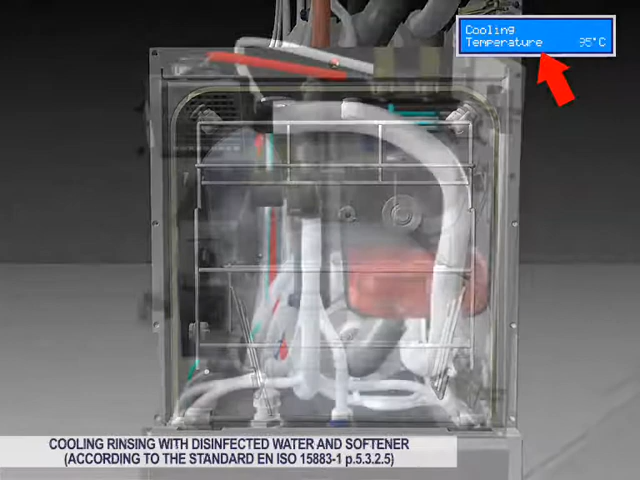 Cooling
Temperature 95°C
COOLING RINSING WITH DISINFECTED WATER AND SOFTENER
(ACCORDING TO THE STANDARD EN ISO 15883-1 p.5.3.2.5)